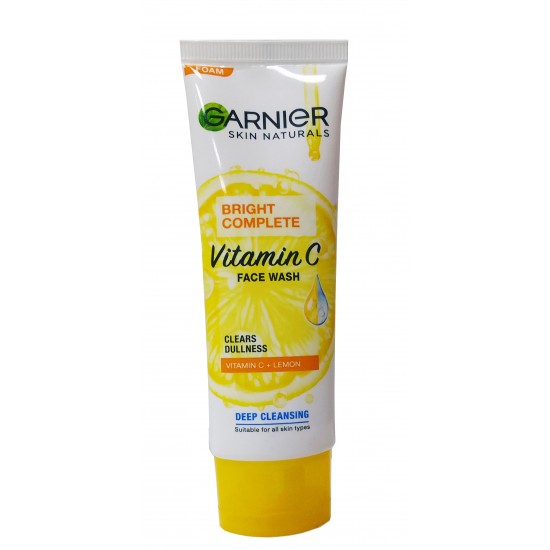 FOAM
GARNIER
SKIN NATURALS
BRIGHT
COMPLETE
Vitamin C
FACE WASH
CLEARS
DULLNESS
VITAMIN C + LEMON
DEEP CLEANSING
Suitable for all skin types